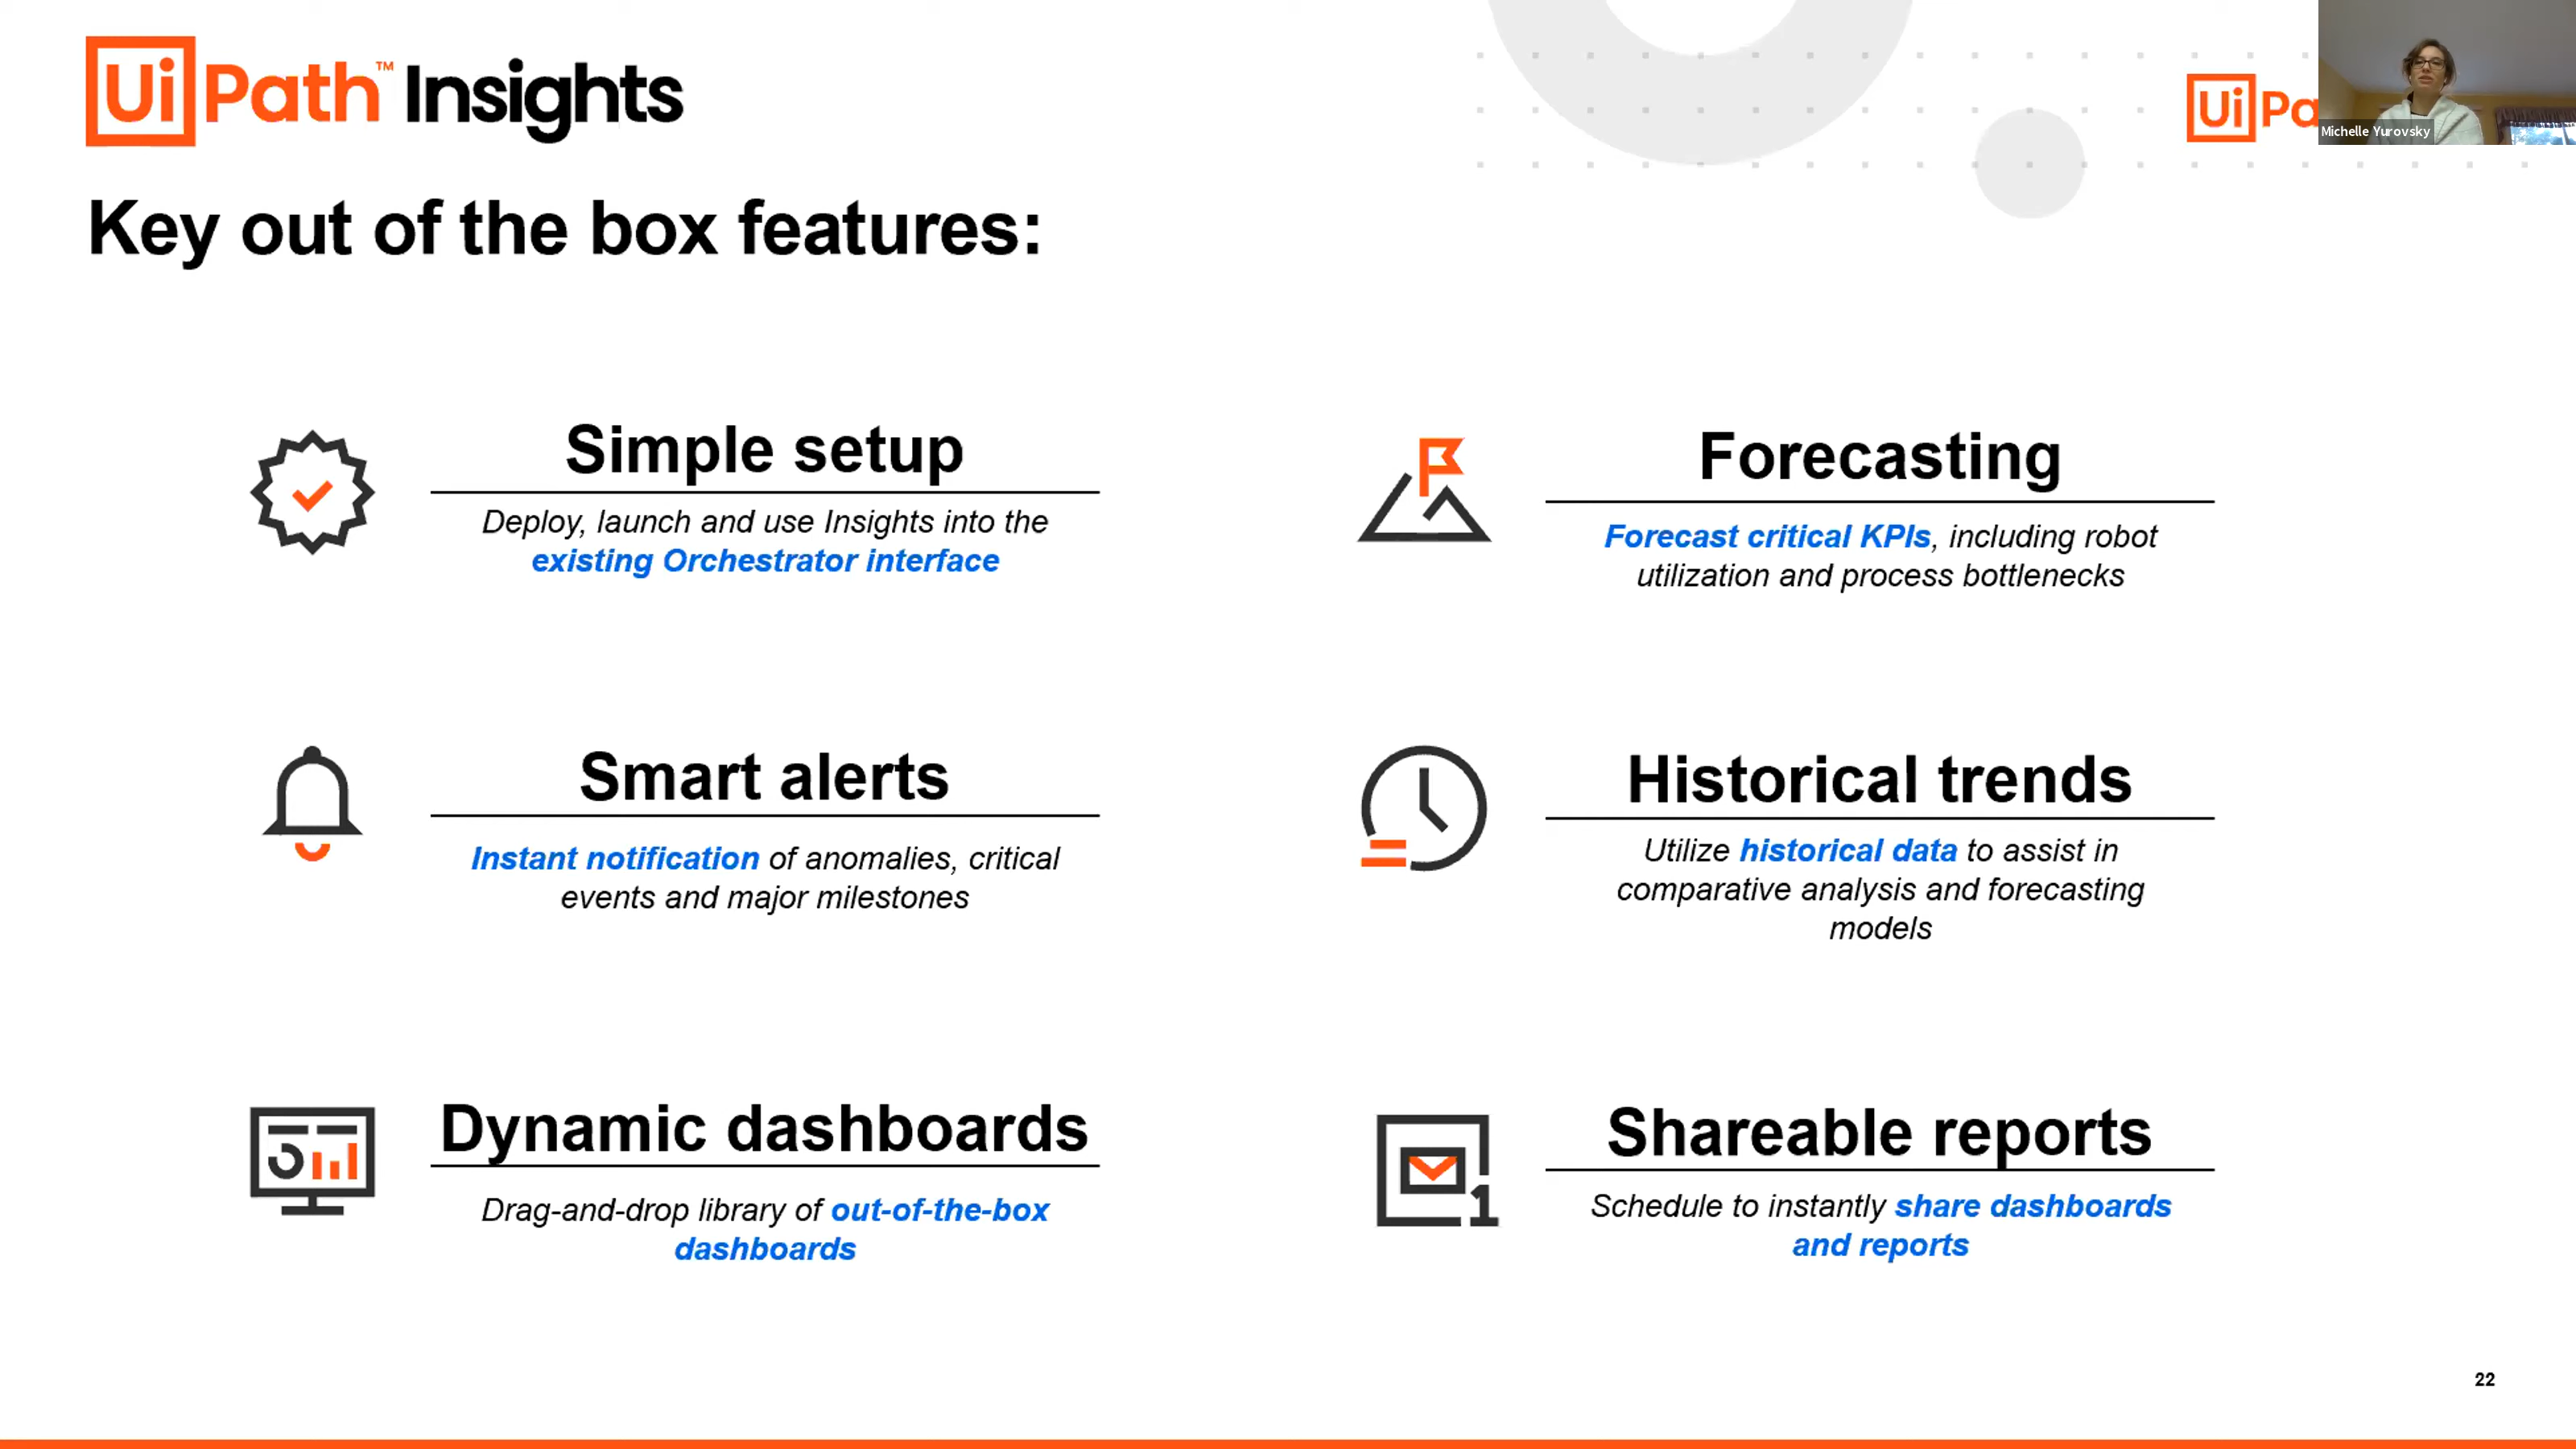 UiPath™ Insights
UiPa
Michelle Yurovsky
Key out of the box features:
Simple setup
Deploy, launch and use Insights into the
existing Orchestrator interface
Forecasting
Forecast critical KPIs, including robot
utilization and process bottlenecks
Smart alerts
Instant notification of anomalies, critical
events and major milestones
Historical trends
Utilize historical data to assist in
comparative analysis and forecasting
models
Dynamic dashboards
Drag-and-drop library of out-of-the-box
dashboards
Shareable reports
Schedule to instantly share dashboards
and reports
1
22